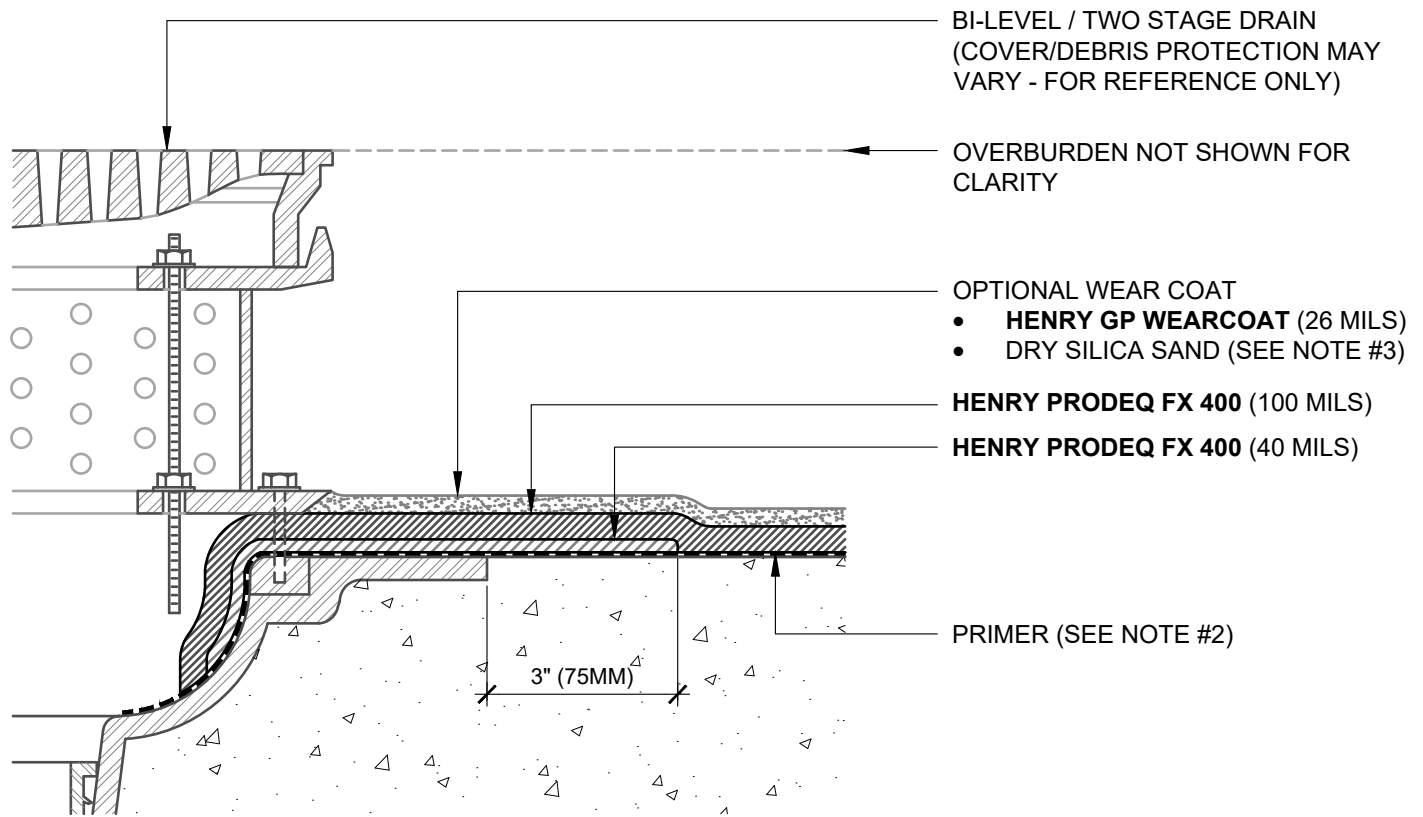 BI-LEVEL / TWO STAGE DRAIN
(COVER/DEBRIS PROTECTION MAY
VARY - FOR REFERENCE ONLY)
OVERBURDEN NOT SHOWN FOR
CLARITY
OPTIONAL WEAR COAT
• HENRY GP WEARCOAT (26 MILS)
• DRY SILICA SAND (SEE NOTE #3)
HENRY PRODEQ FX 400 (100 MILS)
HENRY PRODEQ FX 400 (40 MILS)
PRIMER (SEE NOTE #2)
3" (75MM)